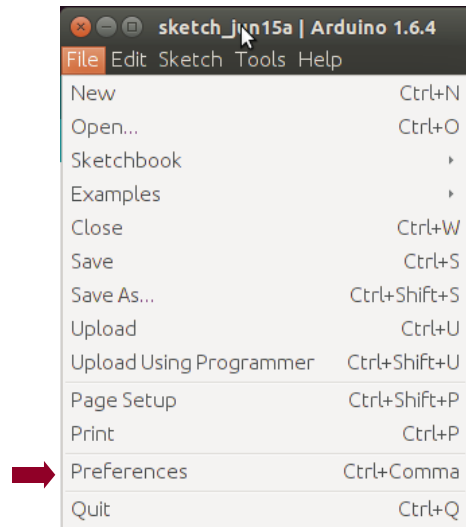 sketch_jun15a | Arduino 1.6.4
File Edit Sketch Tools Help
New Ctrl+N
Open... Ctrl+O
Sketchbook
Examples
Close Ctrl+W
Save Ctrl+S
Save As... Ctrl+Shift+S
Upload Ctrl+U
Upload Using Programmer Ctrl+Shift+U
Page Setup Ctrl+Shift+P
Print Ctrl+P
Preferences Ctrl+Comma
Quit Ctrl+Q